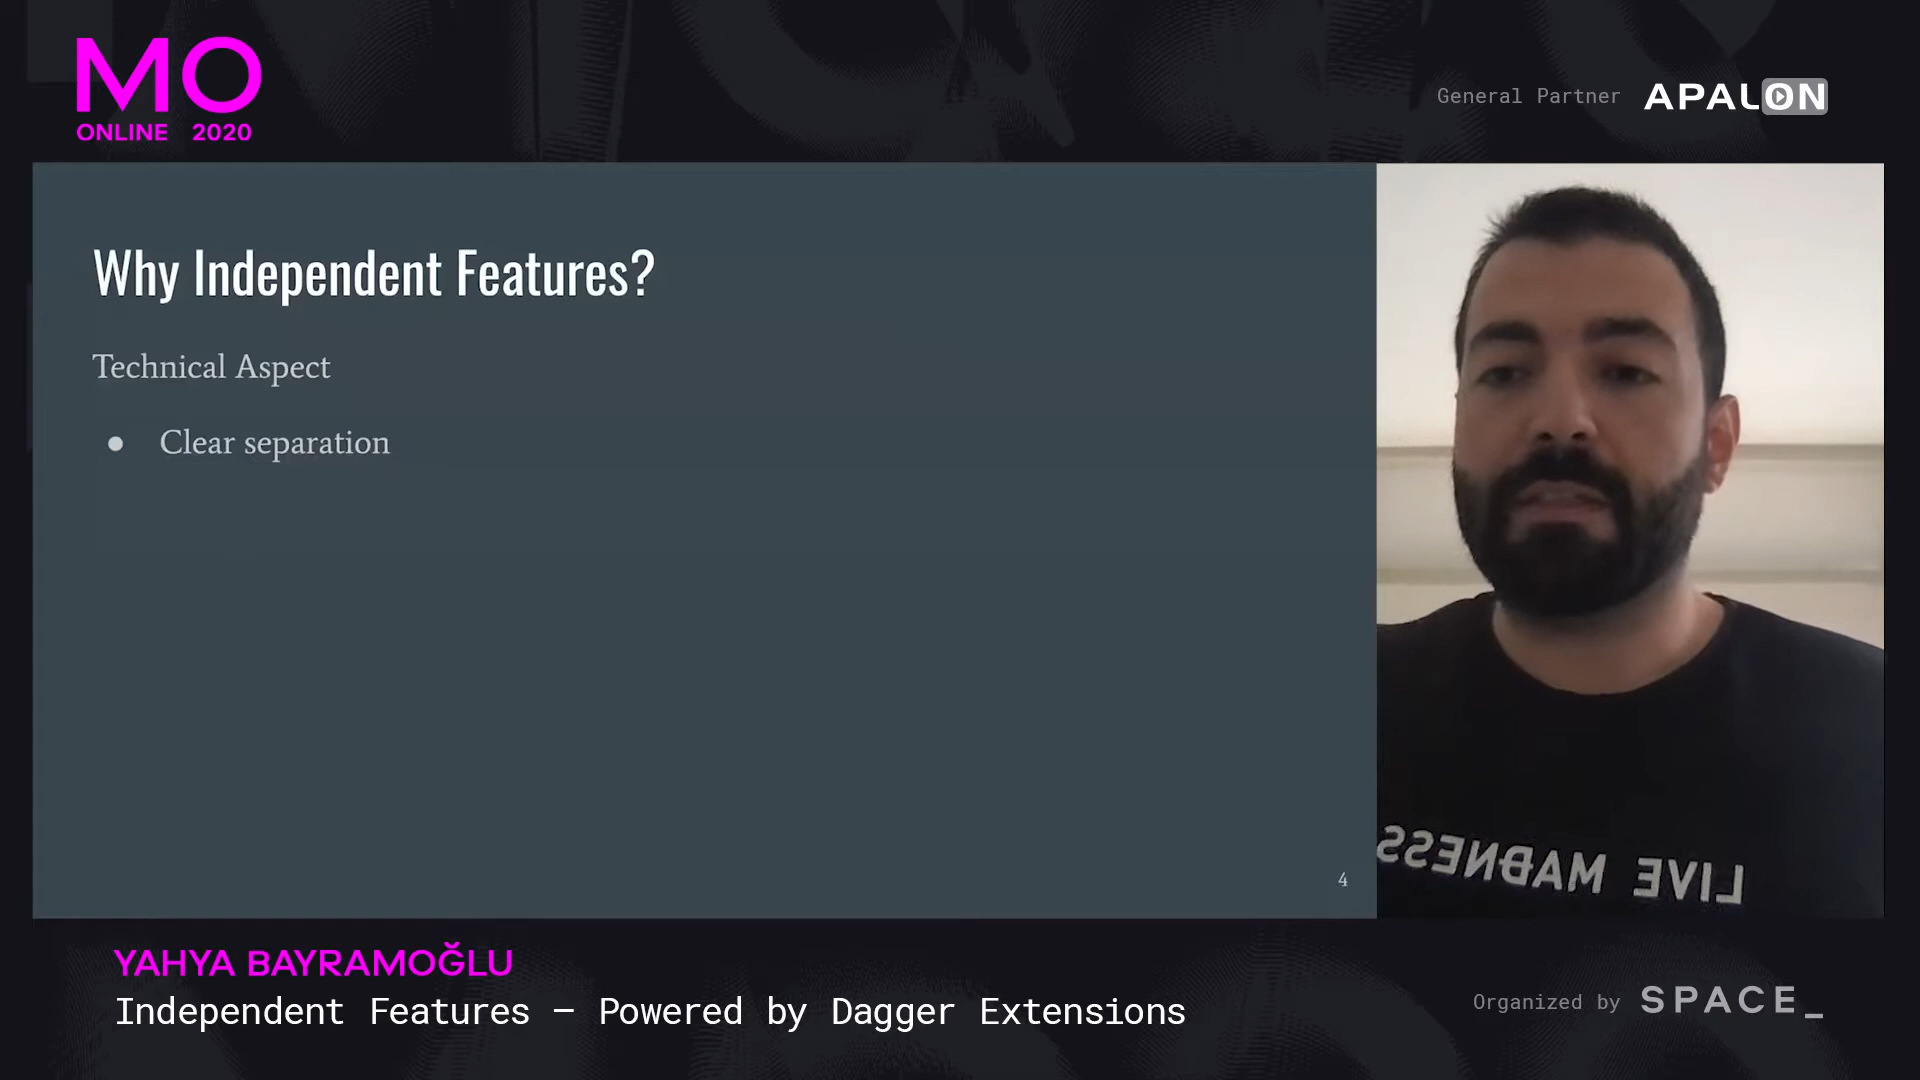 MO
ONLINE 2020
General Partner APALON
Why Independent Features?
Technical Aspect
● Clear separation
4
LIVE MADNESS
YAHYA BAYRAMOĞLU
Independent Features – Powered by Dagger Extensions
Organized by SPACE_